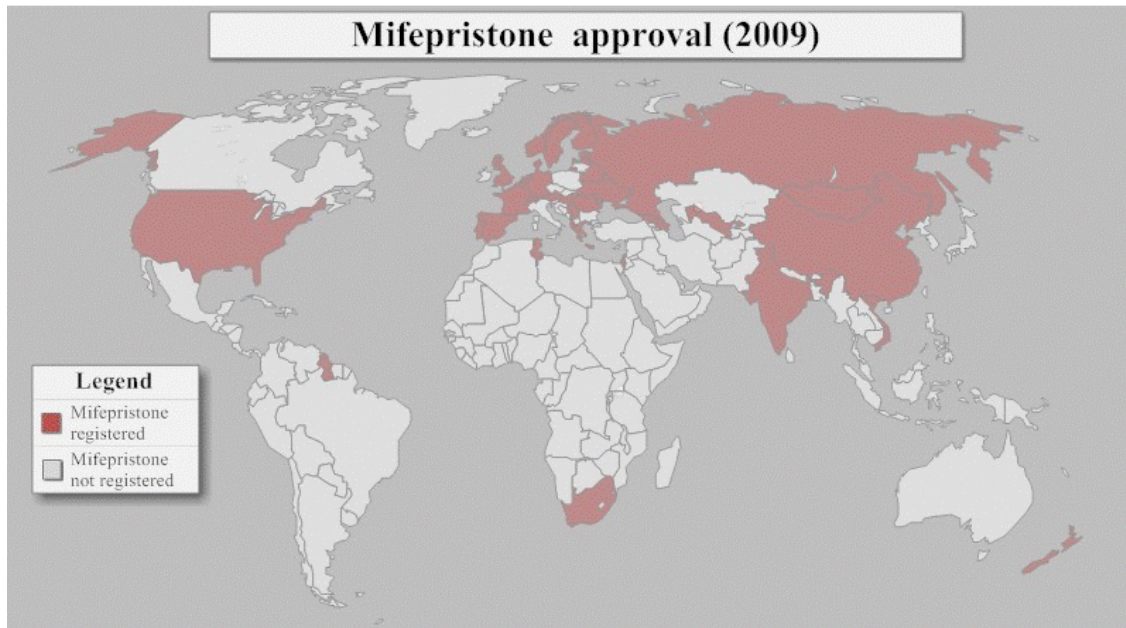 Mifepristone approval (2009)
Legend
Mifepristone
registered
Mifepristone
not registered